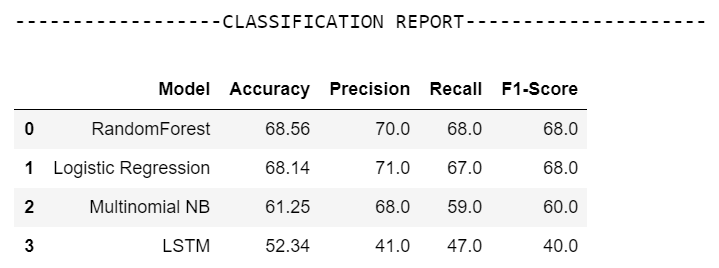 ------------------CLASSIFICATION REPORT---------------------
Model Accuracy Precision Recall F1-Score
0 RandomForest 68.56 70.0 68.0 68.0
1 Logistic Regression 68.14 71.0 67.0 68.0
2 Multinomial NB 61.25 68.0 59.0 60.0
3 LSTM 52.34 41.0 47.0 40.0